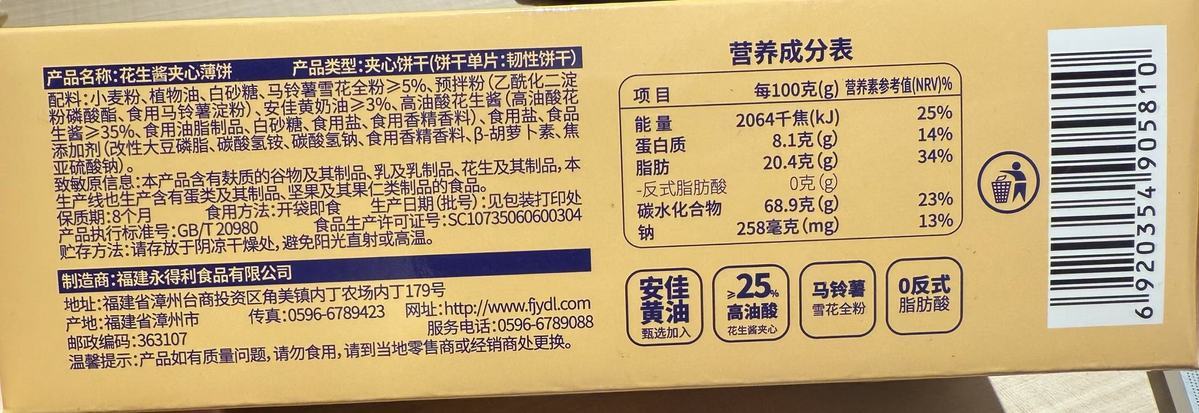 产品名称:花生酱夹心薄饼 产品类型:夹心饼干(饼干单片:韧性饼干)
配料:小麦粉、植物油、白砂糖、马铃薯雪花全粉≥5%、预拌粉(乙酰化二淀
粉磷酸酯、食用马铃薯淀粉)、安佳黄奶油≥3%、高油酸花生酱(高油酸花
生酱≥35%、食用油脂制品、白砂糖、食用盐、食用香精香料)、食用盐、食品
添加剂(改性大豆磷脂、碳酸氢铵、碳酸氢钠、食用香精香料、β-胡萝卜素、焦
亚硫酸钠)。
致敏原信息:本产品含有麸质的谷物及其制品、乳及乳制品、花生及其制品,本
生产线也生产含有蛋类及其制品、坚果及其果仁类制品的食品。
保质期:8个月 食用方法:开袋即食 生产日期(批号):见包装打印处
产品执行标准号:GB/T 20980 食品生产许可证号:SC10735060600304
贮存方法:请存放于阴凉干燥处,避免阳光直射或高温。
制造商:福建永得利食品有限公司
地址:福建省漳州台商投资区角美镇内丁农场内丁179号
产地:福建省漳州市 传真:0596-6789423 网址:http://www.fjydl.com
邮政编码:363107 服务电话:0596-6789088
温馨提示:产品如有质量问题,请勿食用,请到当地零售商或经销商处更换。
营养成分表
项目 每100克(g) 营养素参考值(NRV)%
能量 2064千焦(kJ) 25%
蛋白质 8.1克(g) 14%
脂肪 20.4克(g) 34%
-反式脂肪酸 0克(g)
碳水化合物 68.9克(g) 23%
钠 258毫克(mg) 13%
安佳
黄油
甄选加入
≥25%
高油酸
花生酱夹心
马铃薯
雪花全粉
0反式
脂肪酸
6920354905810